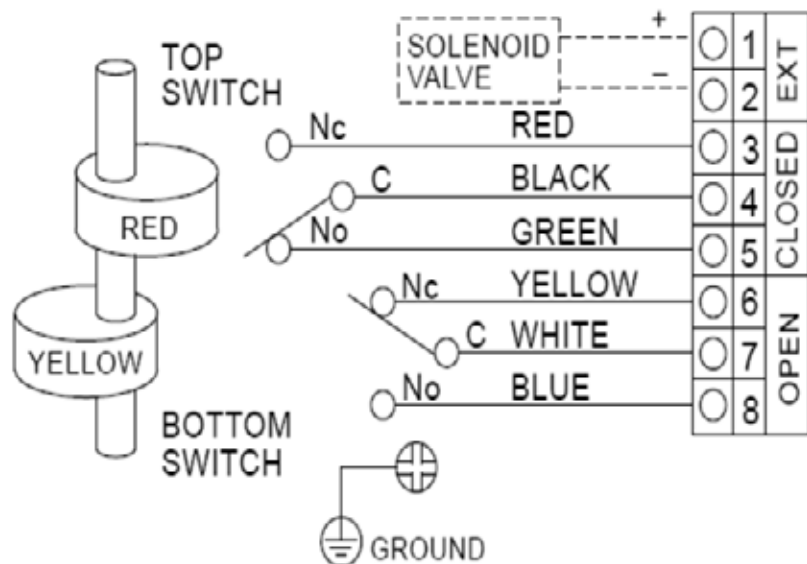 TOP
SWITCH
RED
YELLOW
BOTTOM
SWITCH
SOLENOID
VALVE
+
−
Nc RED
C BLACK
No GREEN
Nc YELLOW
C WHITE
No BLUE
1
2
3
4
5
6
7
8
EXT
CLOSED
OPEN
GROUND